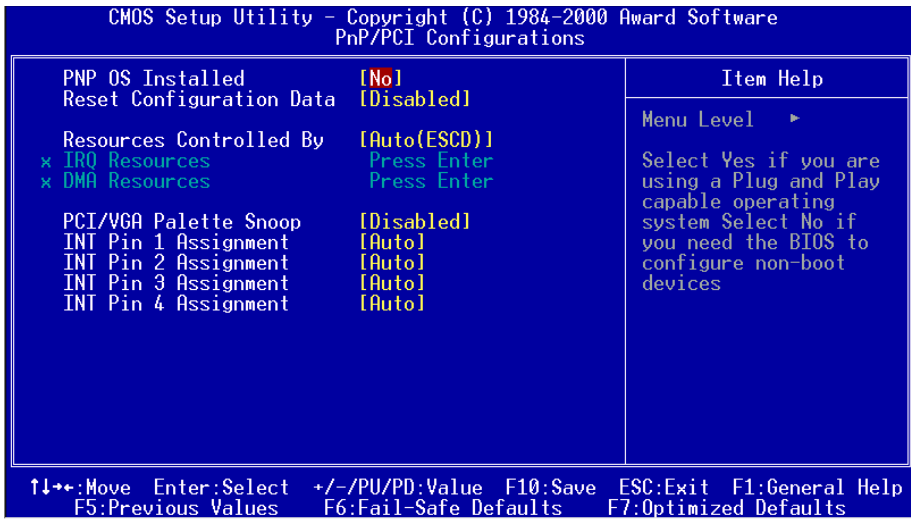 CMOS Setup Utility - Copyright (C) 1984-2000 Award Software
PnP/PCI Configurations
PNP OS Installed [No]
Reset Configuration Data [Disabled]
Resources Controlled By [Auto(ESCD)]
x IRQ Resources Press Enter
x DMA Resources Press Enter
PCI/VGA Palette Snoop [Disabled]
INT Pin 1 Assignment [Auto]
INT Pin 2 Assignment [Auto]
INT Pin 3 Assignment [Auto]
INT Pin 4 Assignment [Auto]
Item Help
Menu Level ▶
Select Yes if you are
using a Plug and Play
capable operating
system Select No if
you need the BIOS to
configure non-boot
devices
↑↓→←:Move Enter:Select +/-/PU/PD:Value F10:Save ESC:Exit F1:General Help
F5:Previous Values F6:Fail-Safe Defaults F7:Optimized Defaults